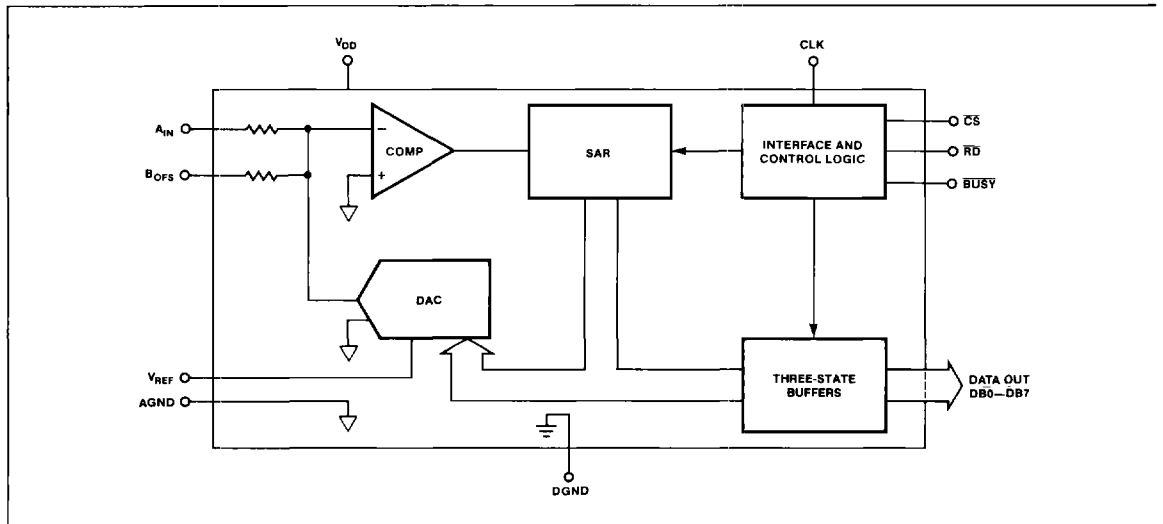 VDD
CLK
AIN
BOFS
−
COMP
+
SAR
INTERFACE AND
CONTROL LOGIC
CS
RD
BUSY
DAC
VREF
AGND
THREE-STATE
BUFFERS
DATA OUT
DB0—DB7
DGND